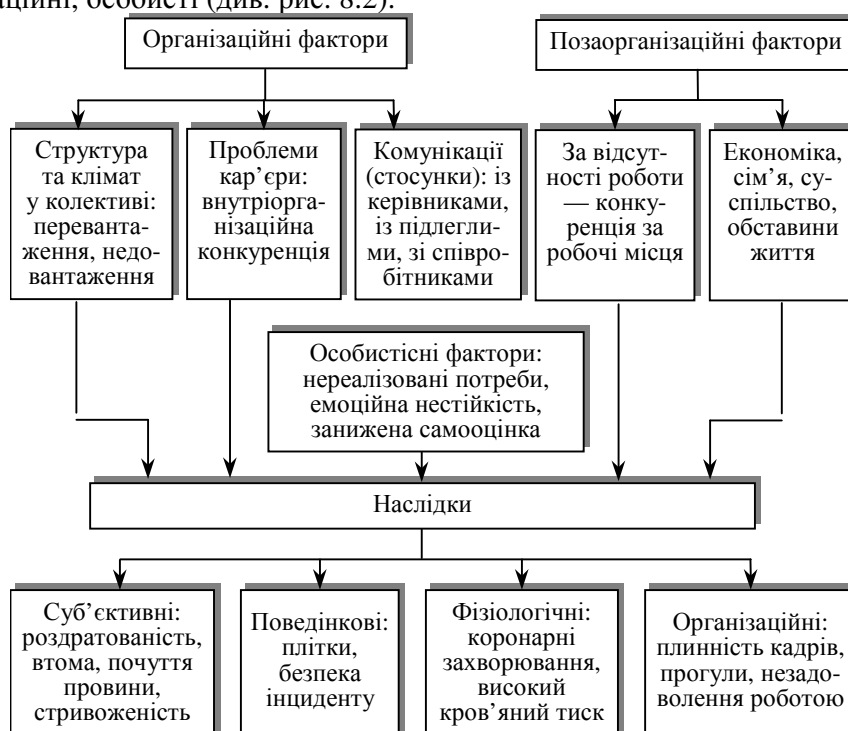 аційні, особисті (див. рис. 8.2).
Організаційні фактори
Позаорганізаційні фактори
Структура
та клімат
у колективі:
переванта-
ження, недо-
вантаження
Проблеми
кар’єри:
внутріорга-
нізаційна
конкуренція
Комунікації
(стосунки): із
керівниками,
із підлегли-
ми, зі співро-
бітниками
За відсут-
ності роботи
— конку-
ренція за
робочі місця
Економіка,
сім’я, су-
спільство,
обставини
життя
Особистісні фактори:
нереалізовані потреби,
емоційна нестійкість,
занижена самооцінка
Наслідки
Суб’єктивні:
роздратованість,
втома, почуття
провини,
стривоженість
Поведінкові:
плітки,
безпека
інциденту
Фізіологічні:
коронарні
захворювання,
високий
кров’яний тиск
Організаційні:
плинність кадрів,
прогули, незадо-
волення роботою